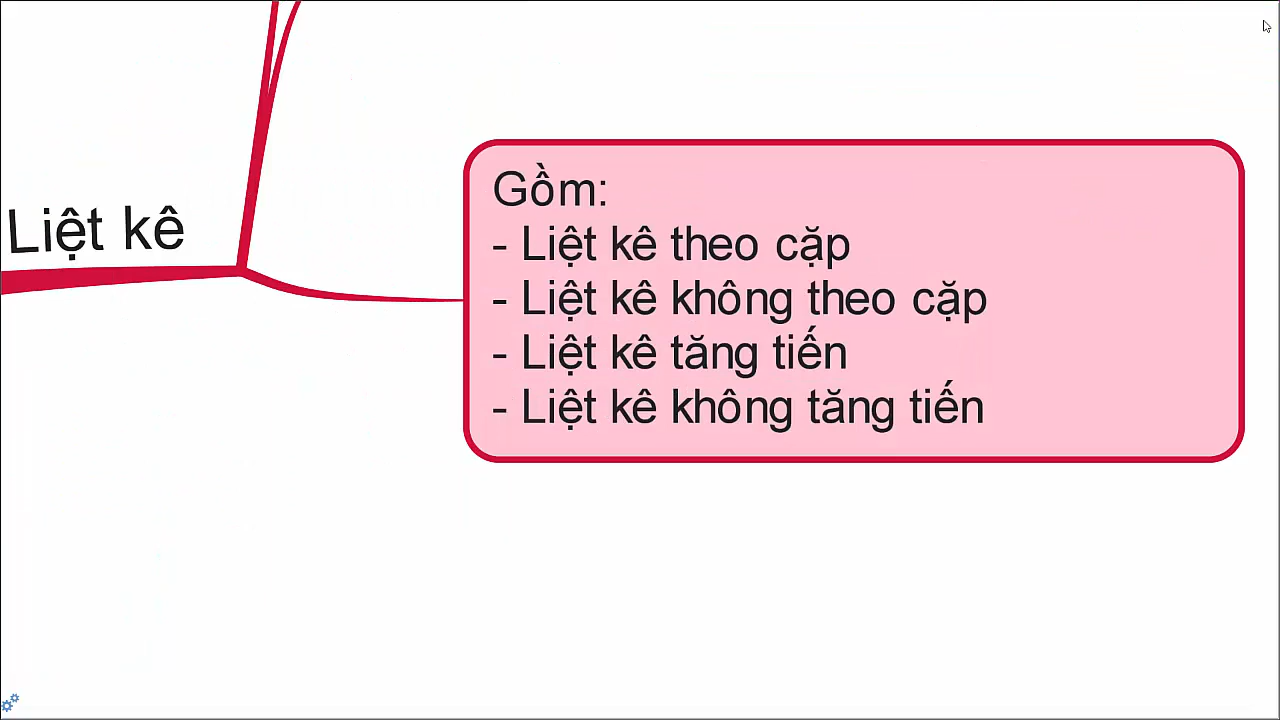 Liệt kê
Gồm:
- Liệt kê theo cặp
- Liệt kê không theo cặp
- Liệt kê tăng tiến
- Liệt kê không tăng tiến